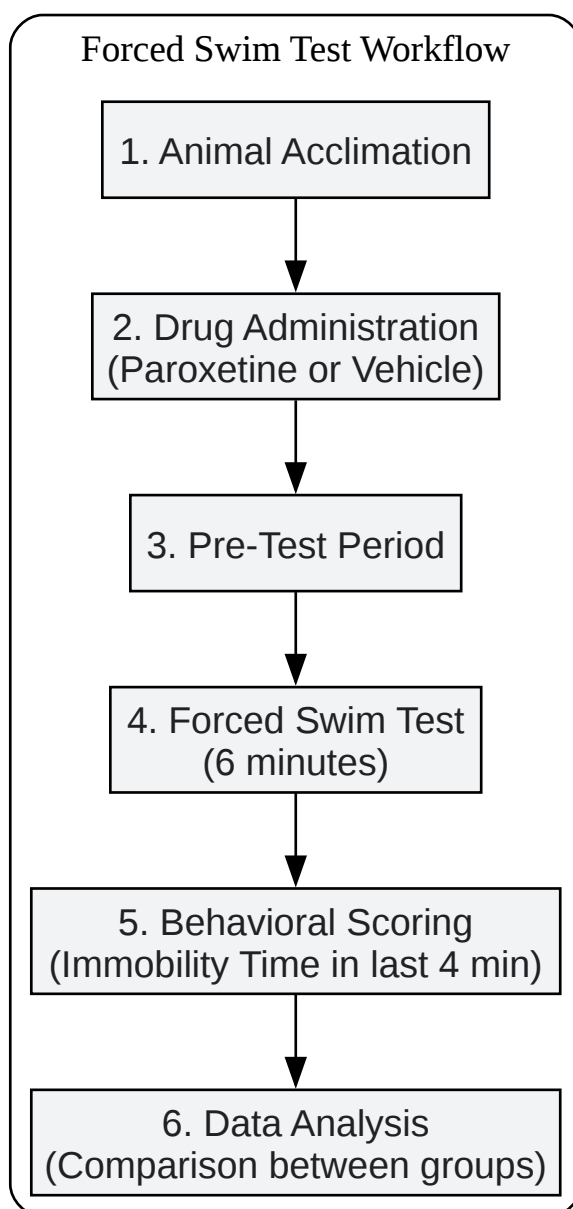 Forced Swim Test Workflow
1. Animal Acclimation
2. Drug Administration
(Paroxetine or Vehicle)
3. Pre-Test Period
4. Forced Swim Test
(6 minutes)
5. Behavioral Scoring
(Immobility Time in last 4 min)
6. Data Analysis
(Comparison between groups)